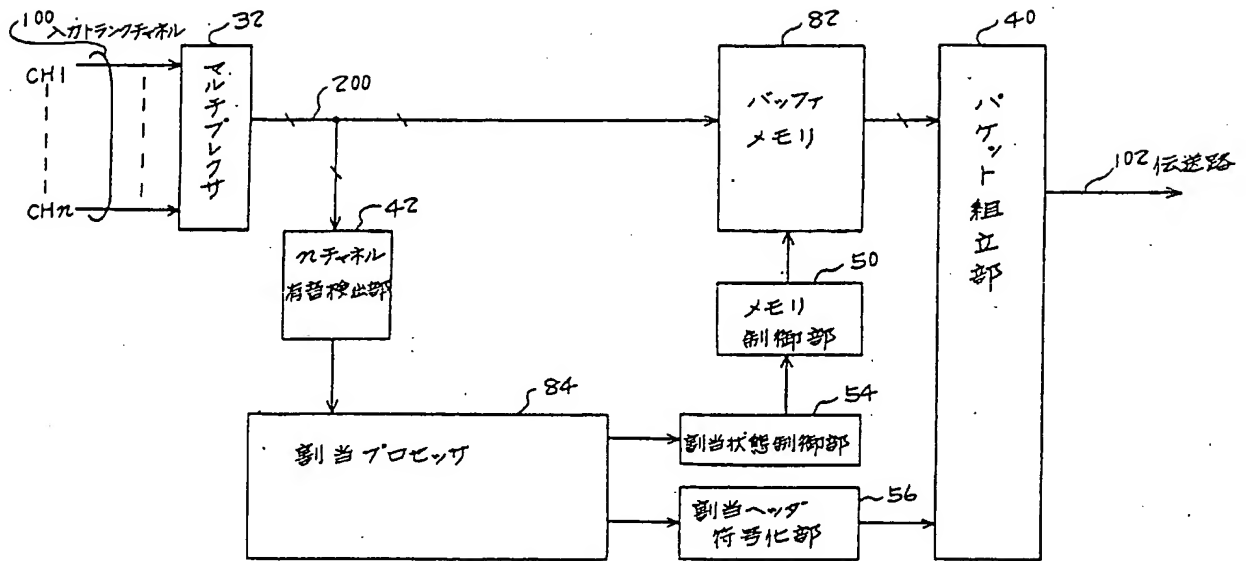 100
入力トランクチャネル
CH1
CHn
32
マルチプレクサ
200
42
nチャネル
有音検出部
82
バッファ
メモリ
40
パケット組立部
102 伝送路
50
メモリ
制御部
84
割当プロセッサ
54
割当状態制御部
56
割当ヘッダー
符号化部